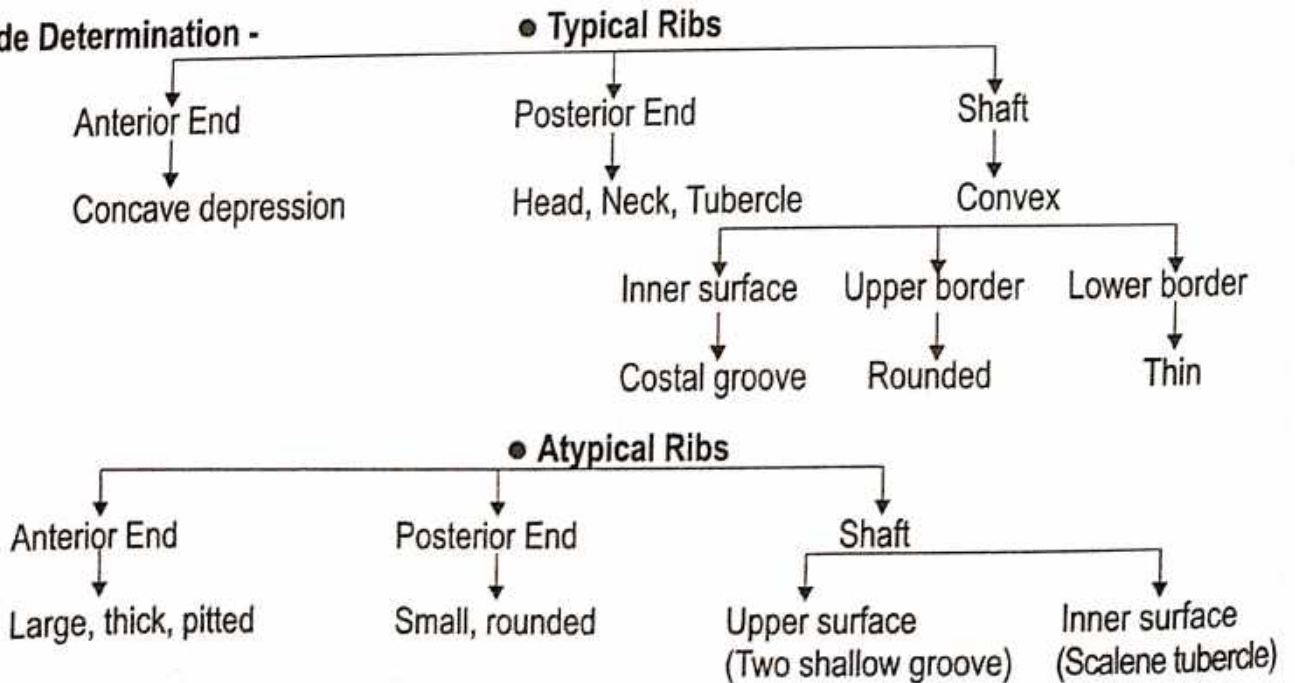 de Determination -
● Typical Ribs
Anterior End Posterior End Shaft
Concave depression Head, Neck, Tubercle Convex
Inner surface Upper border Lower border
Costal groove Rounded Thin
● Atypical Ribs
Anterior End Posterior End Shaft
Large, thick, pitted Small, rounded Upper surface Inner surface
(Two shallow groove) (Scalene tubercle)